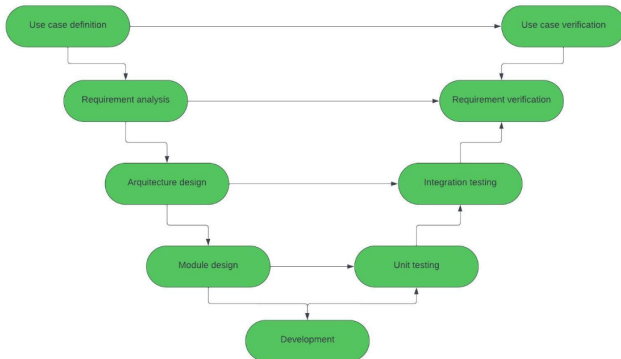 Use case definition
Use case verification
Requirement analysis
Requirement verification
Arquitecture design
Integration testing
Module design
Unit testing
Development